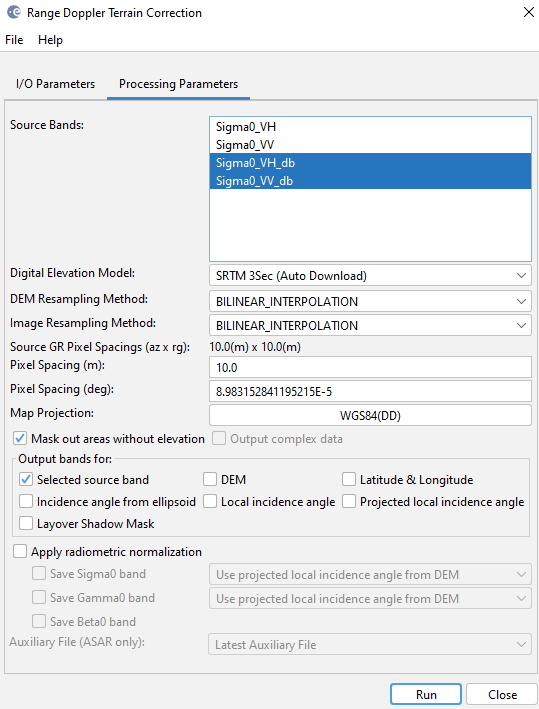 Range Doppler Terrain Correction
File Help
I/O Parameters Processing Parameters
Source Bands: Sigma0_VH
Sigma0_VV
Sigma0_VH_db
Sigma0_VV_db
Digital Elevation Model: SRTM 3Sec (Auto Download)
DEM Resampling Method: BILINEAR_INTERPOLATION
Image Resampling Method: BILINEAR_INTERPOLATION
Source GR Pixel Spacings (az x rg): 10.0(m) x 10.0(m)
Pixel Spacing (m): 10.0
Pixel Spacing (deg): 8.983152841195215E-5
Map Projection: WGS84(DD)
Mask out areas without elevation Output complex data
Output bands for:
Selected source band DEM Latitude & Longitude
Incidence angle from ellipsoid Local incidence angle Projected local incidence angle
Layover Shadow Mask
Apply radiometric normalization
Save Sigma0 band Use projected local incidence angle from DEM
Save Gamma0 band Use projected local incidence angle from DEM
Save Beta0 band
Auxiliary File (ASAR only): Latest Auxiliary File
Run Close